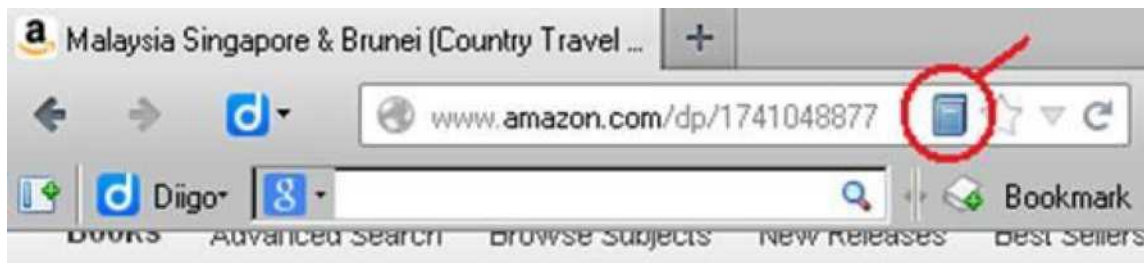 a Malaysia Singapore & Brunei (Country Travel ... +
d www.amazon.com/dp/1741048877
d Diigo 8 Bookmark
BOOKS Advanced Search Browse Subjects New Releases Best Sellers